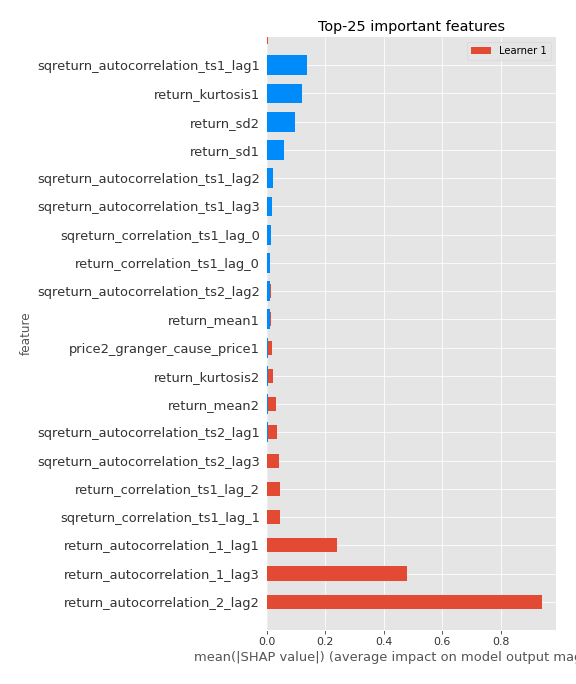 Top-25 important features
Learner 1
sqreturn_autocorrelation_ts1_lag1
return_kurtosis1
return_sd2
return_sd1
sqreturn_autocorrelation_ts1_lag2
sqreturn_autocorrelation_ts1_lag3
sqreturn_correlation_ts1_lag_0
return_correlation_ts1_lag_0
sqreturn_autocorrelation_ts2_lag2
return_mean1
price2_granger_cause_price1
return_kurtosis2
return_mean2
sqreturn_autocorrelation_ts2_lag1
sqreturn_autocorrelation_ts2_lag3
return_correlation_ts1_lag_2
sqreturn_correlation_ts1_lag_1
return_autocorrelation_1_lag1
return_autocorrelation_1_lag3
return_autocorrelation_2_lag2
feature
0.0 0.2 0.4 0.6 0.8
mean(|SHAP value|) (average impact on model output mag